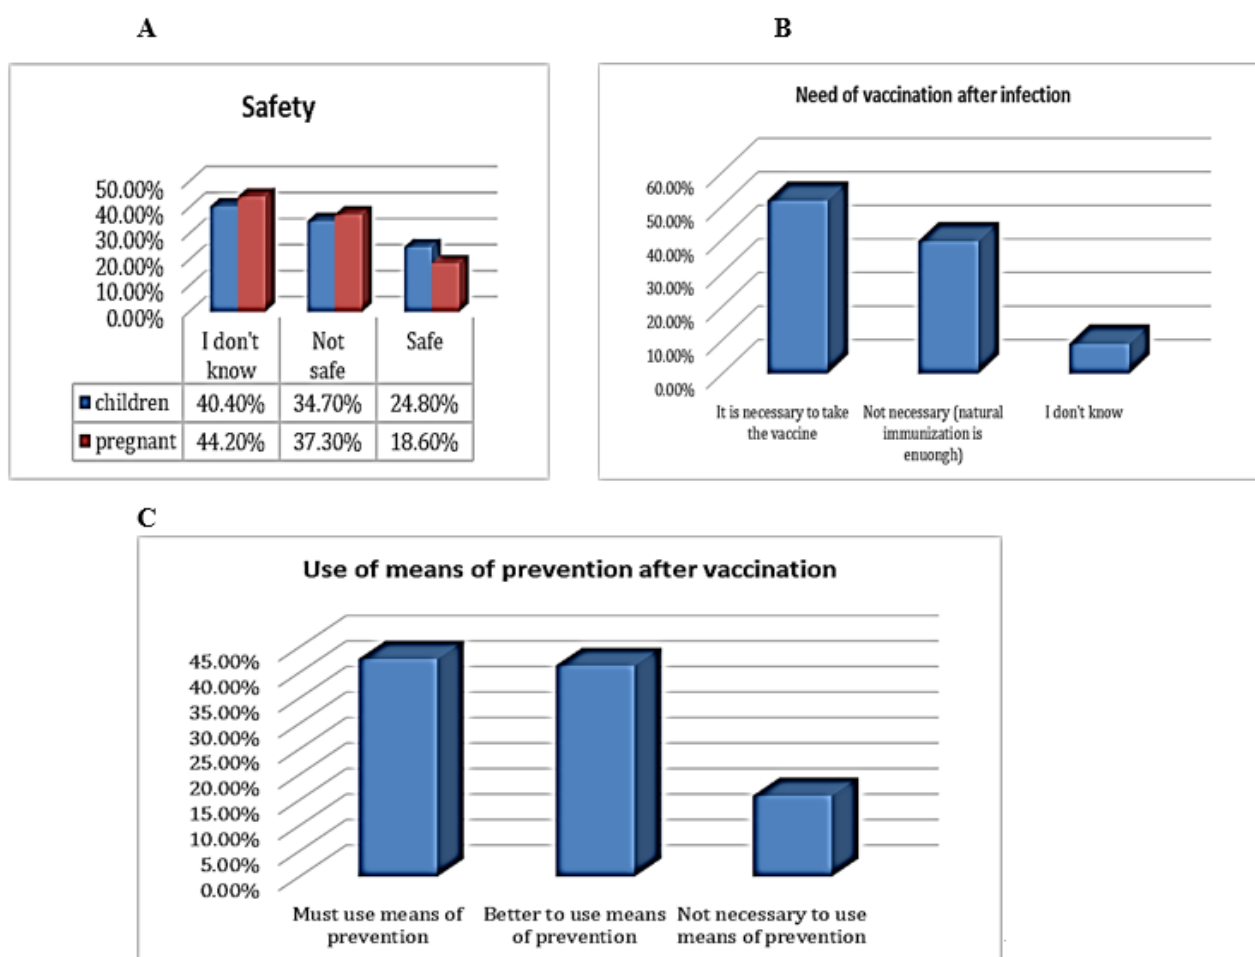 A
B
Safety
50.00%
40.00%
30.00%
20.00%
10.00%
0.00%
I don't know
Not safe
Safe
children 40.40% 34.70% 24.80%
pregnant 44.20% 37.30% 18.60%
Need of vaccination after infection
60.00%
50.00%
40.00%
30.00%
20.00%
10.00%
0.00%
It is necessary to take
the vaccine
Not necessary (natural
immunization is
enuongh)
I don't know
C
Use of means of prevention after vaccination
45.00%
40.00%
35.00%
30.00%
25.00%
20.00%
15.00%
10.00%
5.00%
0.00%
Must use means of
prevention
Better to use means
of prevention
Not necessary to use
means of prevention